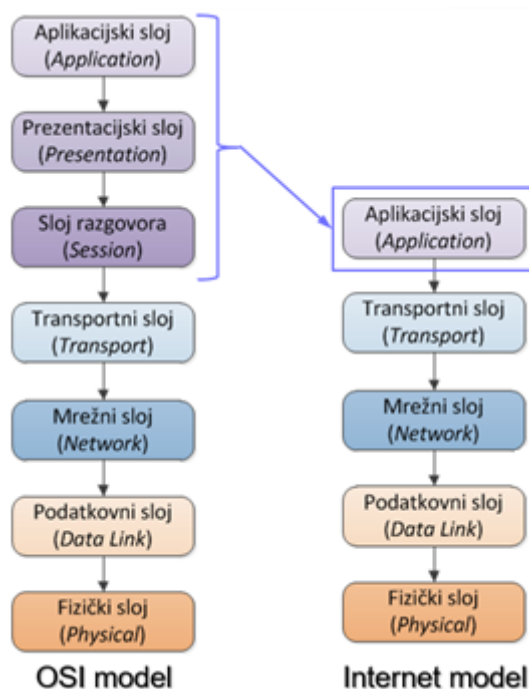 Aplikacijski sloj
(Application)
Prezentacijski sloj
(Presentation)
Sloj razgovora
(Session)
Transportni sloj
(Transport)
Mrežni sloj
(Network)
Podatkovni sloj
(Data Link)
Fizički sloj
(Physical)
OSI model
Aplikacijski sloj
(Application)
Transportni sloj
(Transport)
Mrežni sloj
(Network)
Podatkovni sloj
(Data Link)
Fizički sloj
(Physical)
Internet model